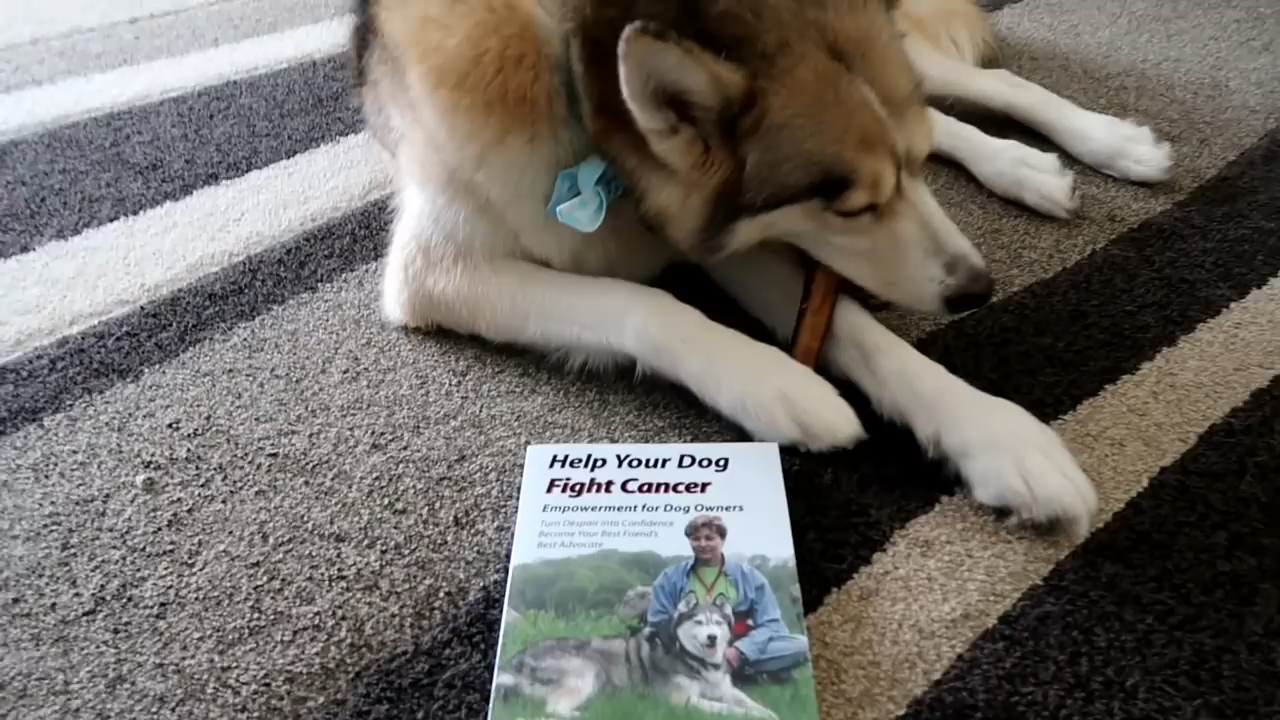 Help Your Dog
Fight Cancer
Empowerment for Dog Owners
Turn Despair into Confidence
Become Your Best Friend's
Best Advocate